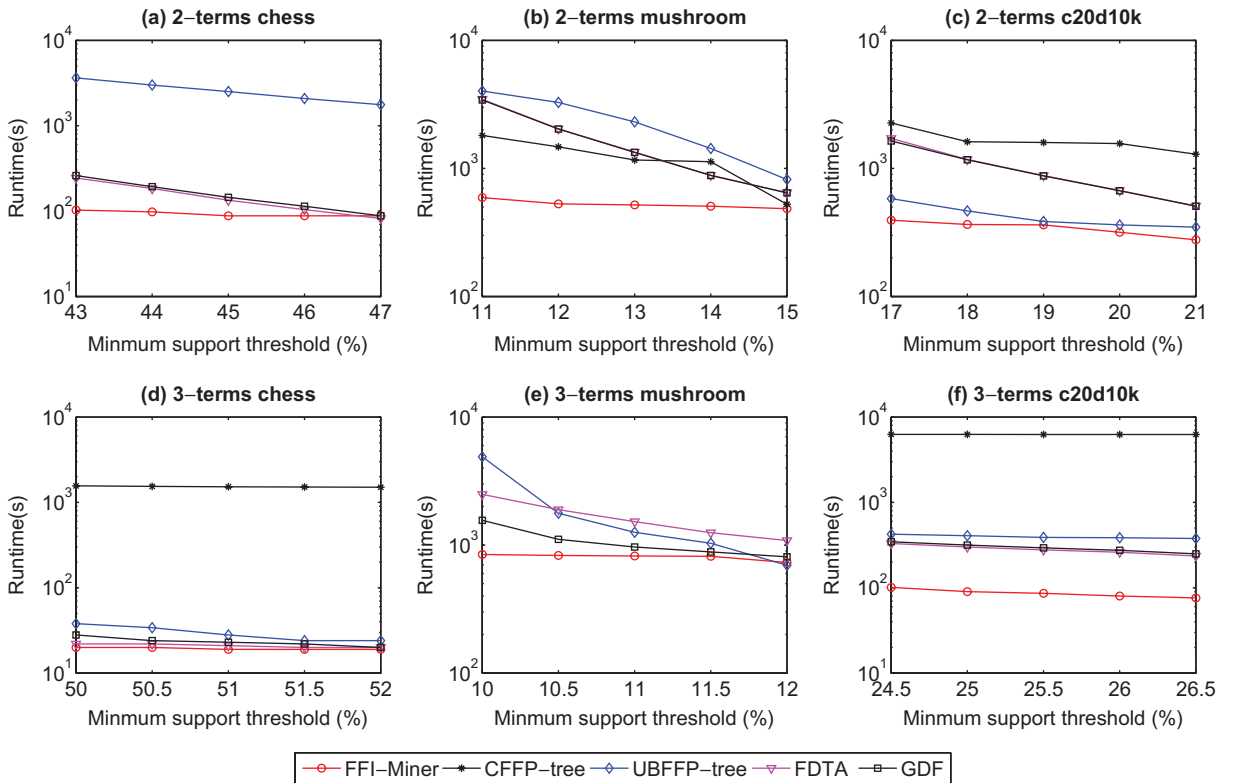 (a) 2−terms chess
10^4
10^3
10^2
10^1
Runtime(s)
43 44 45 46 47
Minmum support threshold (%)
(b) 2−terms mushroom
10^4
10^3
10^2
Runtime(s)
11 12 13 14 15
Minmum support threshold (%)
(c) 2−terms c20d10k
10^4
10^3
10^2
Runtime(s)
17 18 19 20 21
Minmum support threshold (%)
(d) 3−terms chess
10^4
10^3
10^2
10^1
Runtime(s)
50 50.5 51 51.5 52
Minmum support threshold (%)
(e) 3−terms mushroom
10^4
10^3
10^2
Runtime(s)
10 10.5 11 11.5 12
Minmum support threshold (%)
(f) 3−terms c20d10k
10^4
10^3
10^2
10^1
Runtime(s)
24.5 25 25.5 26 26.5
Minmum support threshold (%)
FFI−Miner CFFP−tree UBFFP−tree FDTA GDF